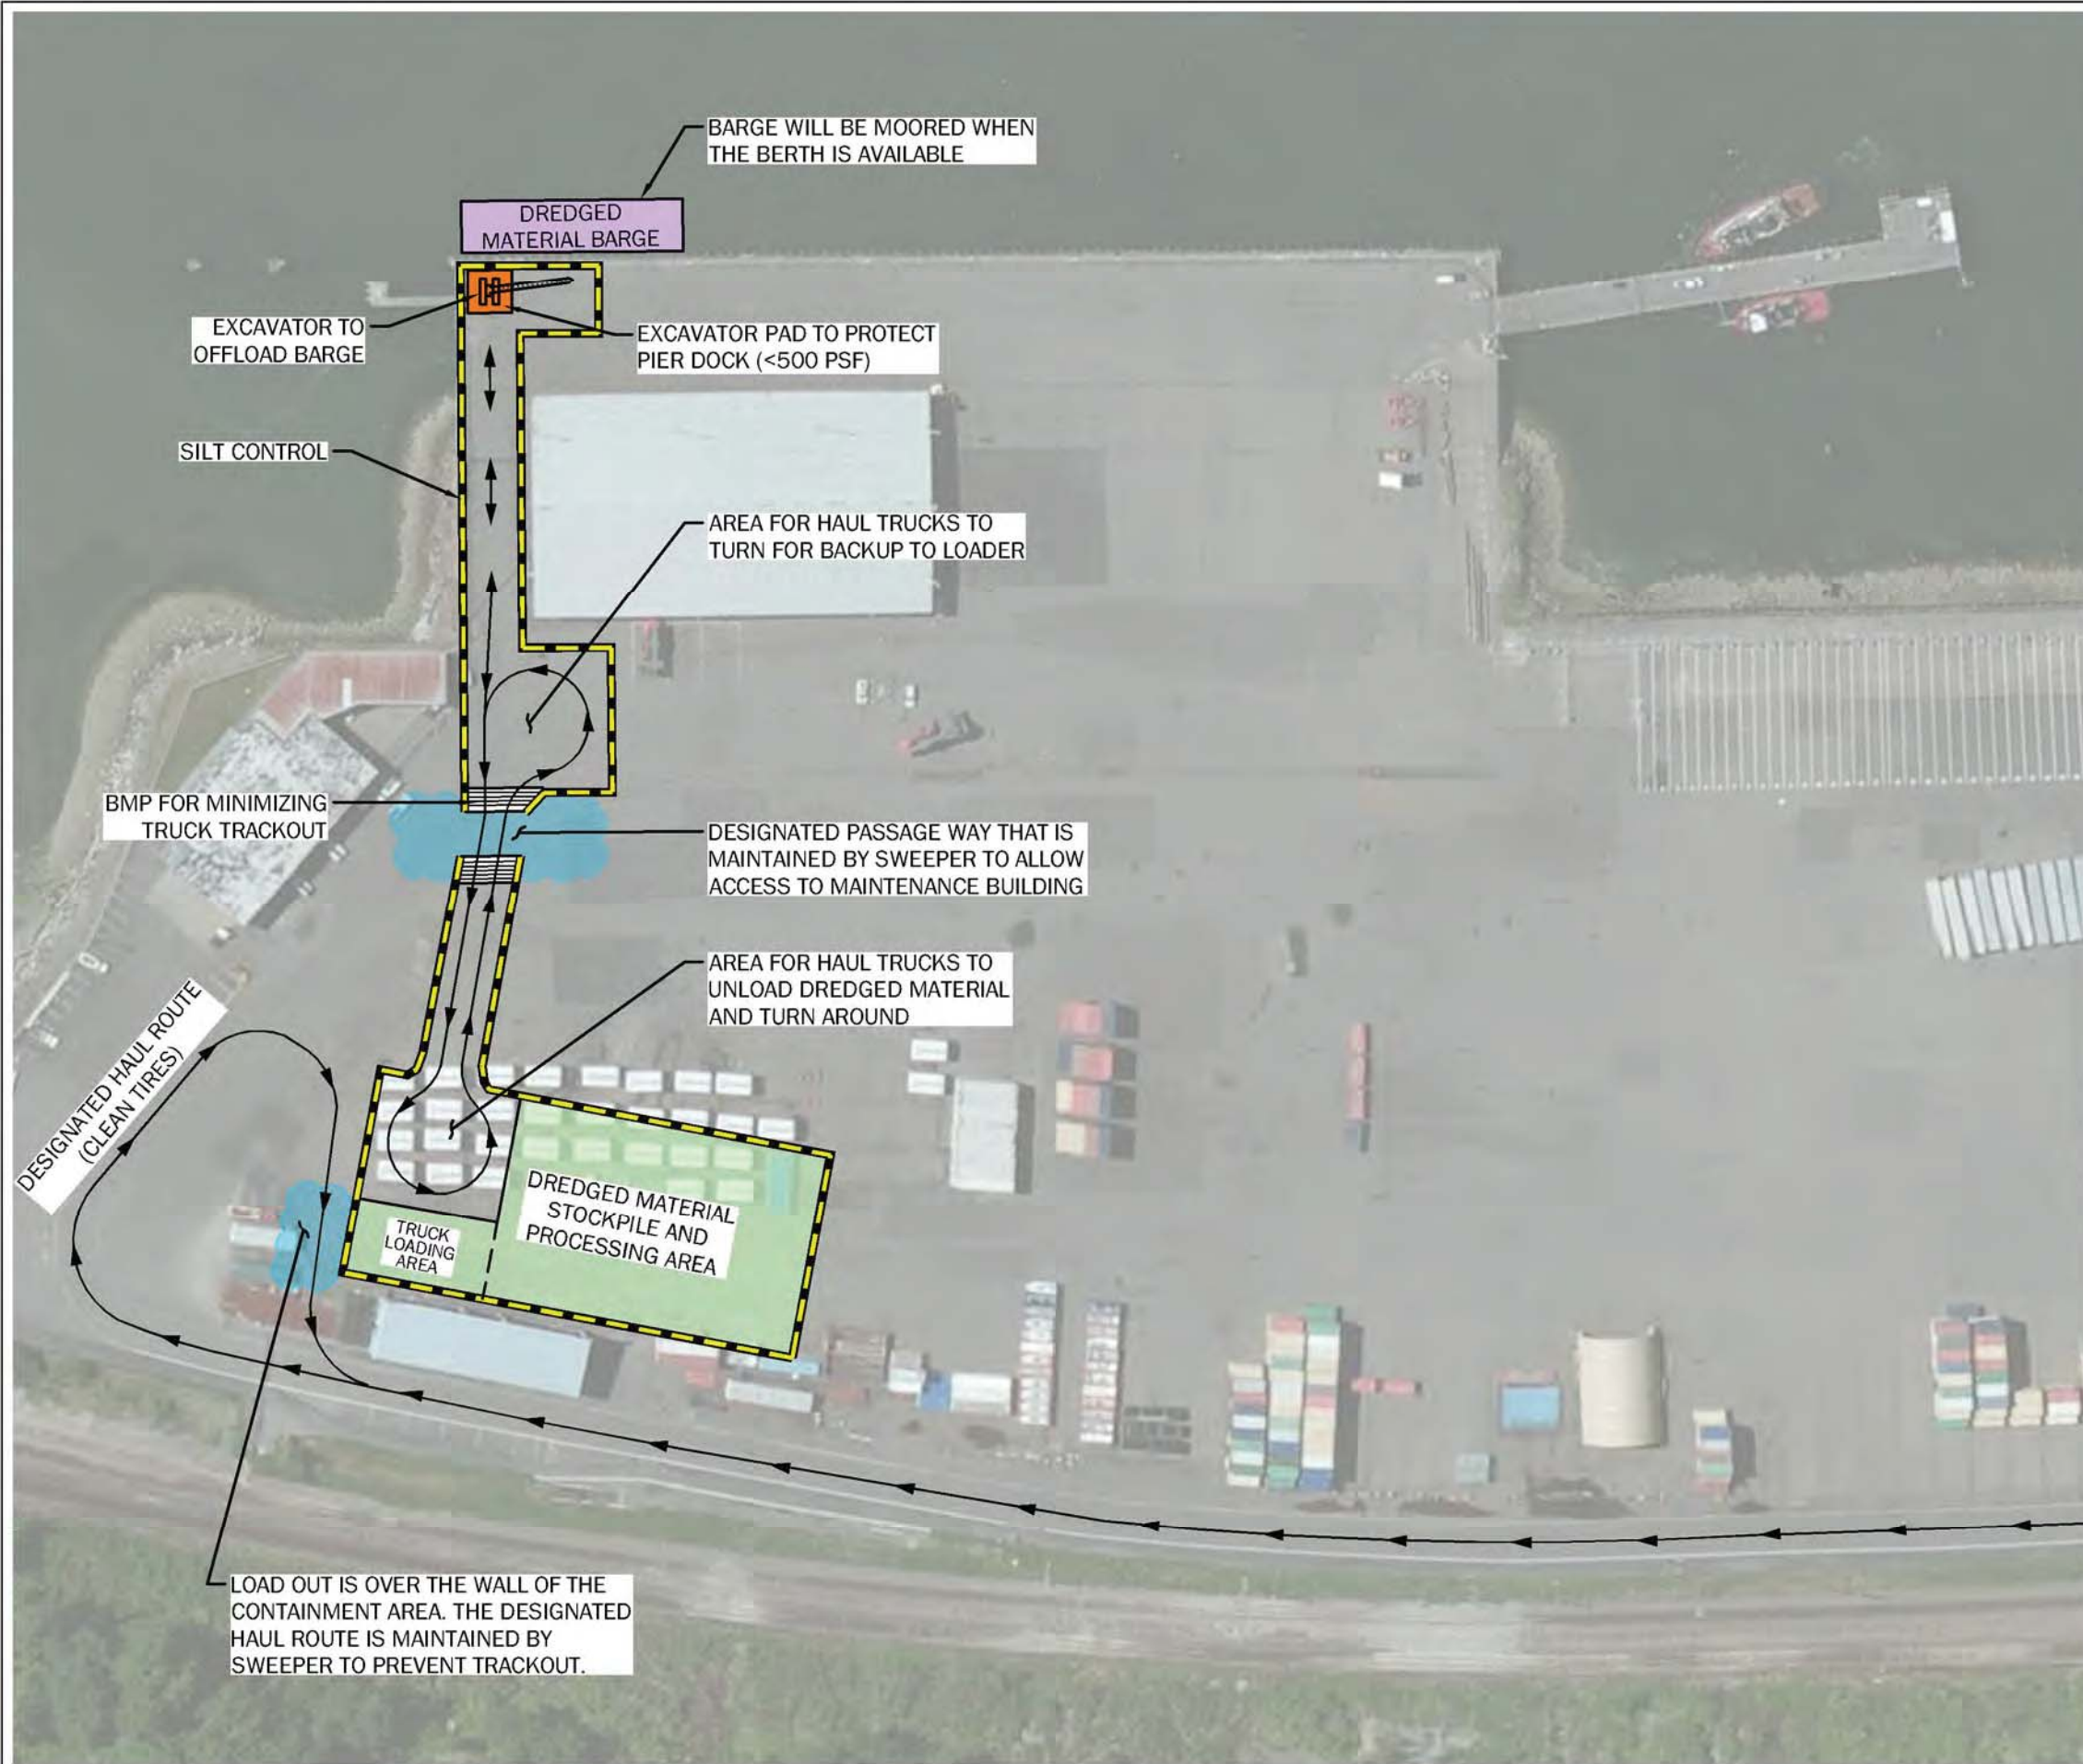 BARGE WILL BE MOORED WHEN
THE BERTH IS AVAILABLE
DREDGED
MATERIAL BARGE
EXCAVATOR TO
OFFLOAD BARGE
EXCAVATOR PAD TO PROTECT
PIER DOCK (<500 PSF)
SILT CONTROL
AREA FOR HAUL TRUCKS TO
TURN FOR BACKUP TO LOADER
BMP FOR MINIMIZING
TRUCK TRACKOUT
DESIGNATED PASSAGE WAY THAT IS
MAINTAINED BY SWEEPER TO ALLOW
ACCESS TO MAINTENANCE BUILDING
AREA FOR HAUL TRUCKS TO
UNLOAD DREDGED MATERIAL
AND TURN AROUND
DESIGNATED HAUL ROUTE
(CLEAN TIRES)
DREDGED MATERIAL
STOCKPILE AND
PROCESSING AREA
TRUCK
LOADING
AREA
LOAD OUT IS OVER THE WALL OF THE
CONTAINMENT AREA. THE DESIGNATED
HAUL ROUTE IS MAINTAINED BY
SWEEPER TO PREVENT TRACKOUT.